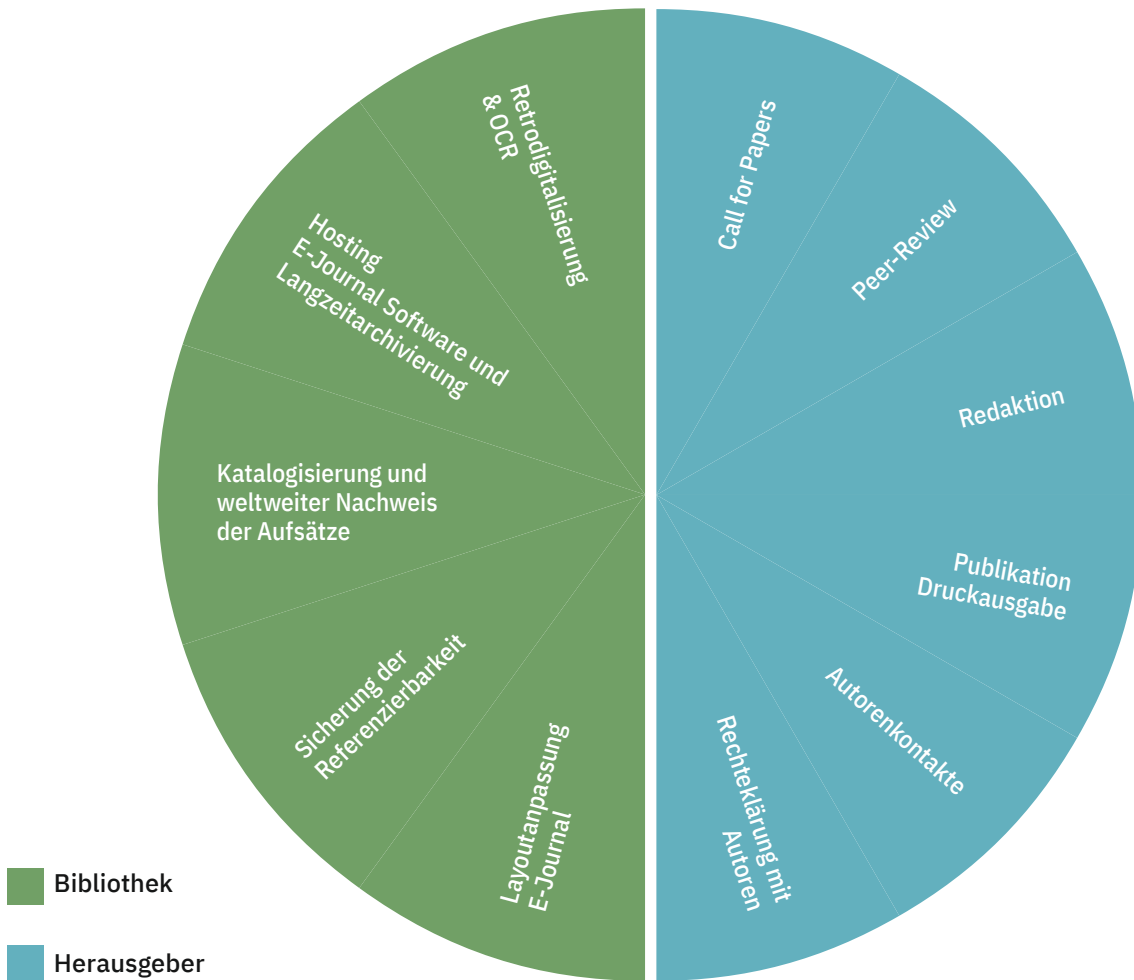 Retrodigitalisierung
& OCR
Hosting
E-Journal Software und
Langzeitarchivierung
Katalogisierung und
weltweiter Nachweis
der Aufsätze
Sicherung der
Referenzierbarkeit
Layoutanpassung
E-Journal
Call for Papers
Peer-Review
Redaktion
Publikation
Druckausgabe
Autorenkontakte
Rechteklärung mit
Autoren
Bibliothek
Herausgeber